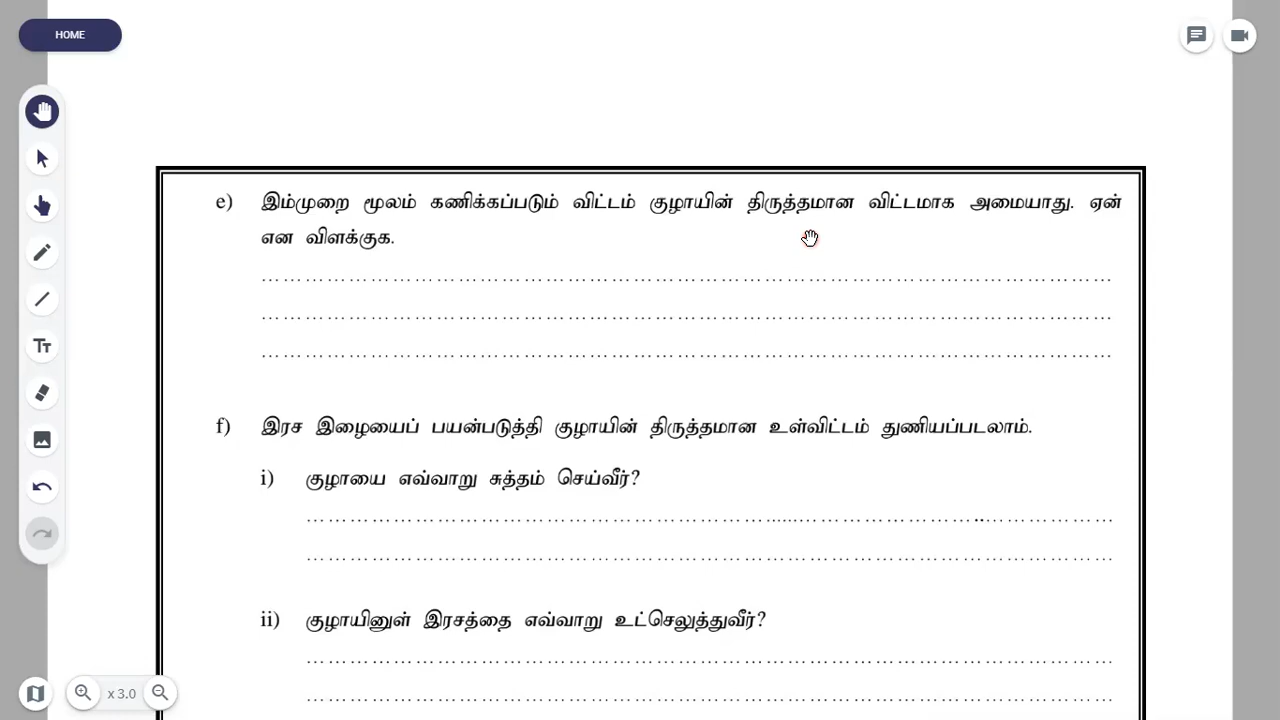 HOME
e) இம்முறை மூலம் கணிக்கப்படும் விட்டம் குழாயின் திருத்தமான விட்டமாக அமையாது. ஏன்
என விளக்குக.
f) இரச இழையைப் பயன்படுத்தி குழாயின் திருத்தமான உள்விட்டம் துணியப்படலாம்.
i) குழாயை எவ்வாறு சுத்தம் செய்வீர்?
ii) குழாயினுள் இரசத்தை எவ்வாறு உட்செலுத்துவீர்?
Tт
x 3.0